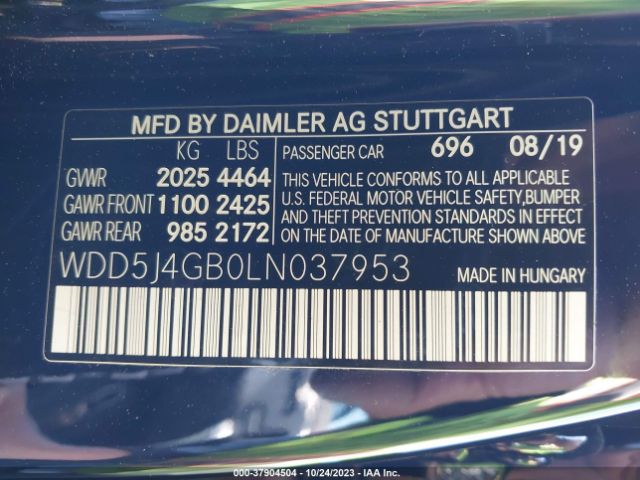 MFD BY DAIMLER AG STUTTGART
KG LBS
GVWR 2025 4464
GAWR FRONT 1100 2425
GAWR REAR 985 2172
PASSENGER CAR 696 08/19
THIS VEHICLE CONFORMS TO ALL APPLICABLE
U.S. FEDERAL MOTOR VEHICLE SAFETY,BUMPER
AND THEFT PREVENTION STANDARDS IN EFFECT
ON THE DATE OF MANUFACTURE SHOWN ABOVE
WDD5J4GB0LN037953
MADE IN HUNGARY
000-37904504 - 10/24/2023 - IAA Inc.